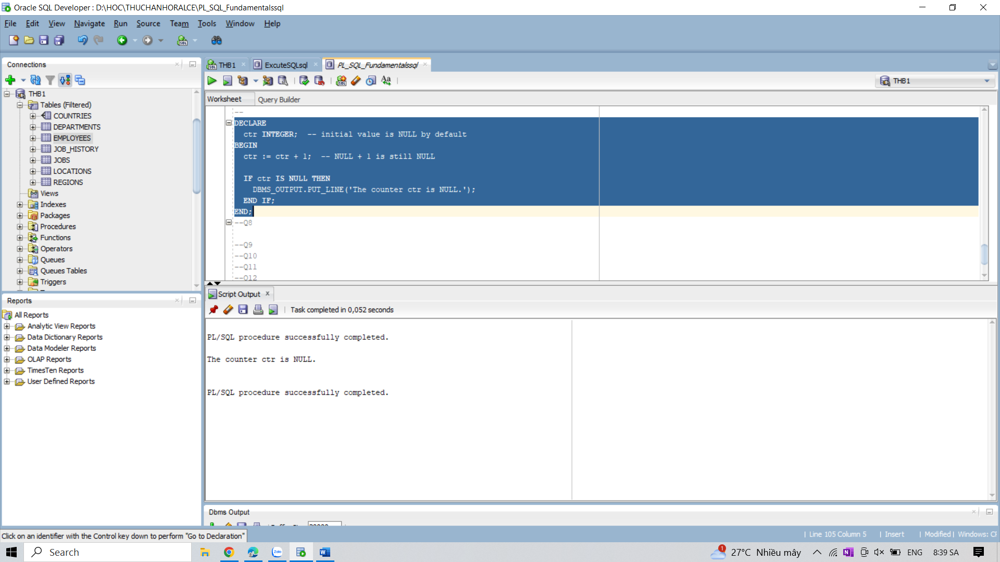 Oracle SQL Developer : D:\HOC\THUCHANHORALCE\PL_SQL_Fundamentalssql
File Edit View Navigate Run Source Team Tools Window Help
Connections
THB1
Tables (Filtered)
COUNTRIES
DEPARTMENTS
EMPLOYEES
JOB_HISTORY
JOBS
LOCATIONS
REGIONS
Views
Indexes
Packages
Procedures
Functions
Operators
Queues
Queues Tables
Triggers
Reports
All Reports
Analytic View Reports
Data Dictionary Reports
Data Modeler Reports
OLAP Reports
TimesTen Reports
User Defined Reports
THB1 ExcuteSQLsql PL_SQL_Fundamentalssql
THB1
Worksheet Query Builder
--
DECLARE
ctr INTEGER; -- initial value is NULL by default
BEGIN
ctr := ctr + 1; -- NULL + 1 is still NULL
IF ctr IS NULL THEN
DBMS_OUTPUT.PUT_LINE('The counter ctr is NULL.');
END IF;
END;
--Q8
--Q9
--Q10
--Q11
--Q12
Script Output
Task completed in 0,052 seconds
PL/SQL procedure successfully completed.
The counter ctr is NULL.
PL/SQL procedure successfully completed.
Dbms Output
Click on an identifier with the Control key down to perform "Go to Declaration"
Line 105 Column 5 Insert Modified Windows: CF
Search
1
27°C Nhiều mây
ENG
8:39 SA